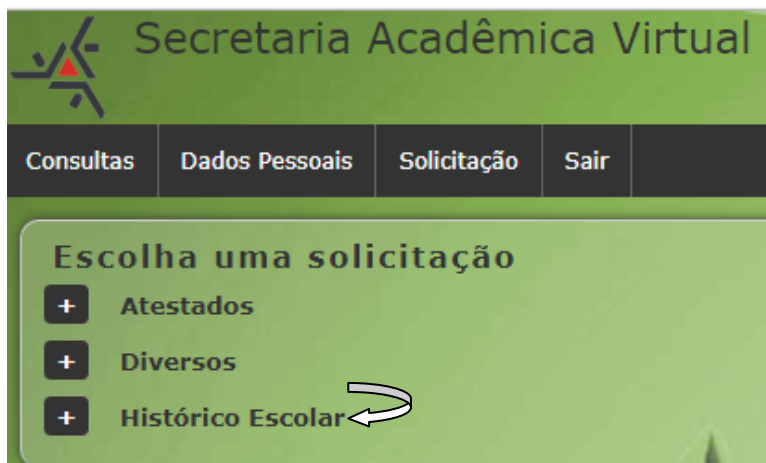 Secretaria Acadêmica Virtual
Consultas Dados Pessoais Solicitação Sair
Escolha uma solicitação
+ Atestados
+ Diversos
+ Histórico Escolar